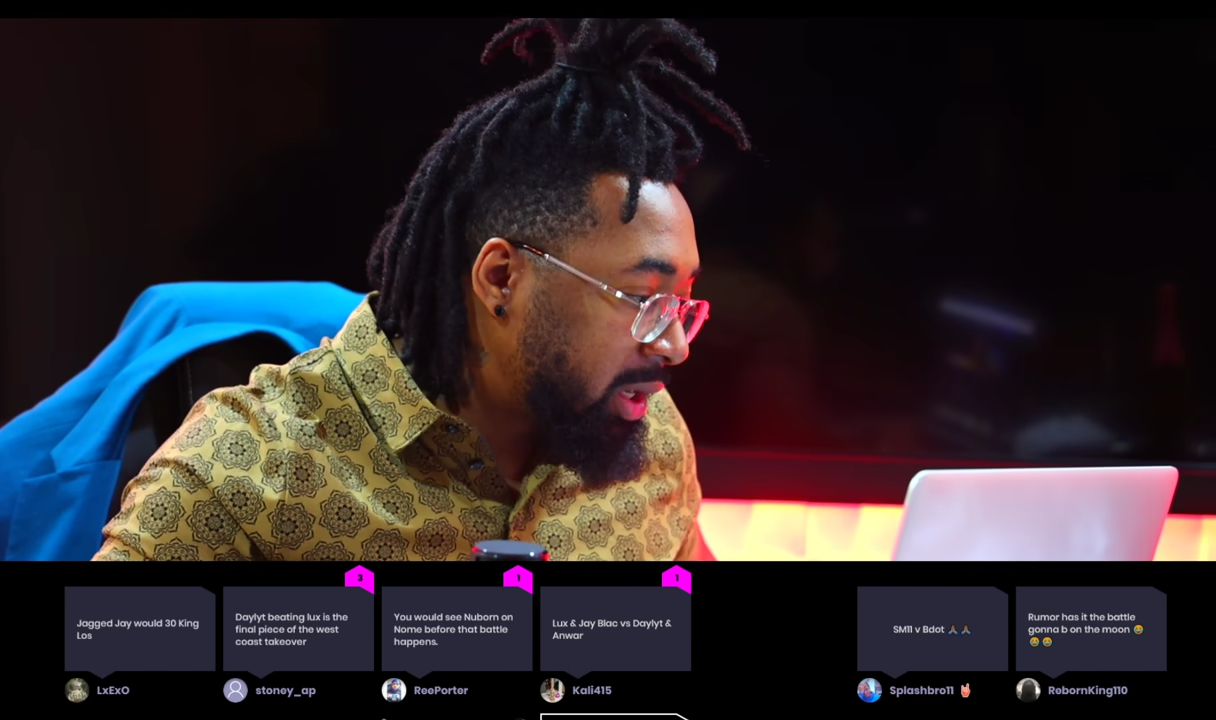 3
1
1
Jagged Jay would 30 King
Los
Daylyt beating lux is the
final piece of the west
coast takeover
You would see Nuborn on
Nome before that battle
happens.
Lux & Jay Blac vs Daylyt &
Anwar
SM11 v Bdot 🙏🏾 🙏🏾
Rumor has it the battle
gonna b on the moon 😂
😂 😂
LxExO
stoney_ap
ReePorter
Kali415
Splashbro11 🤘🏻
RebornKing110